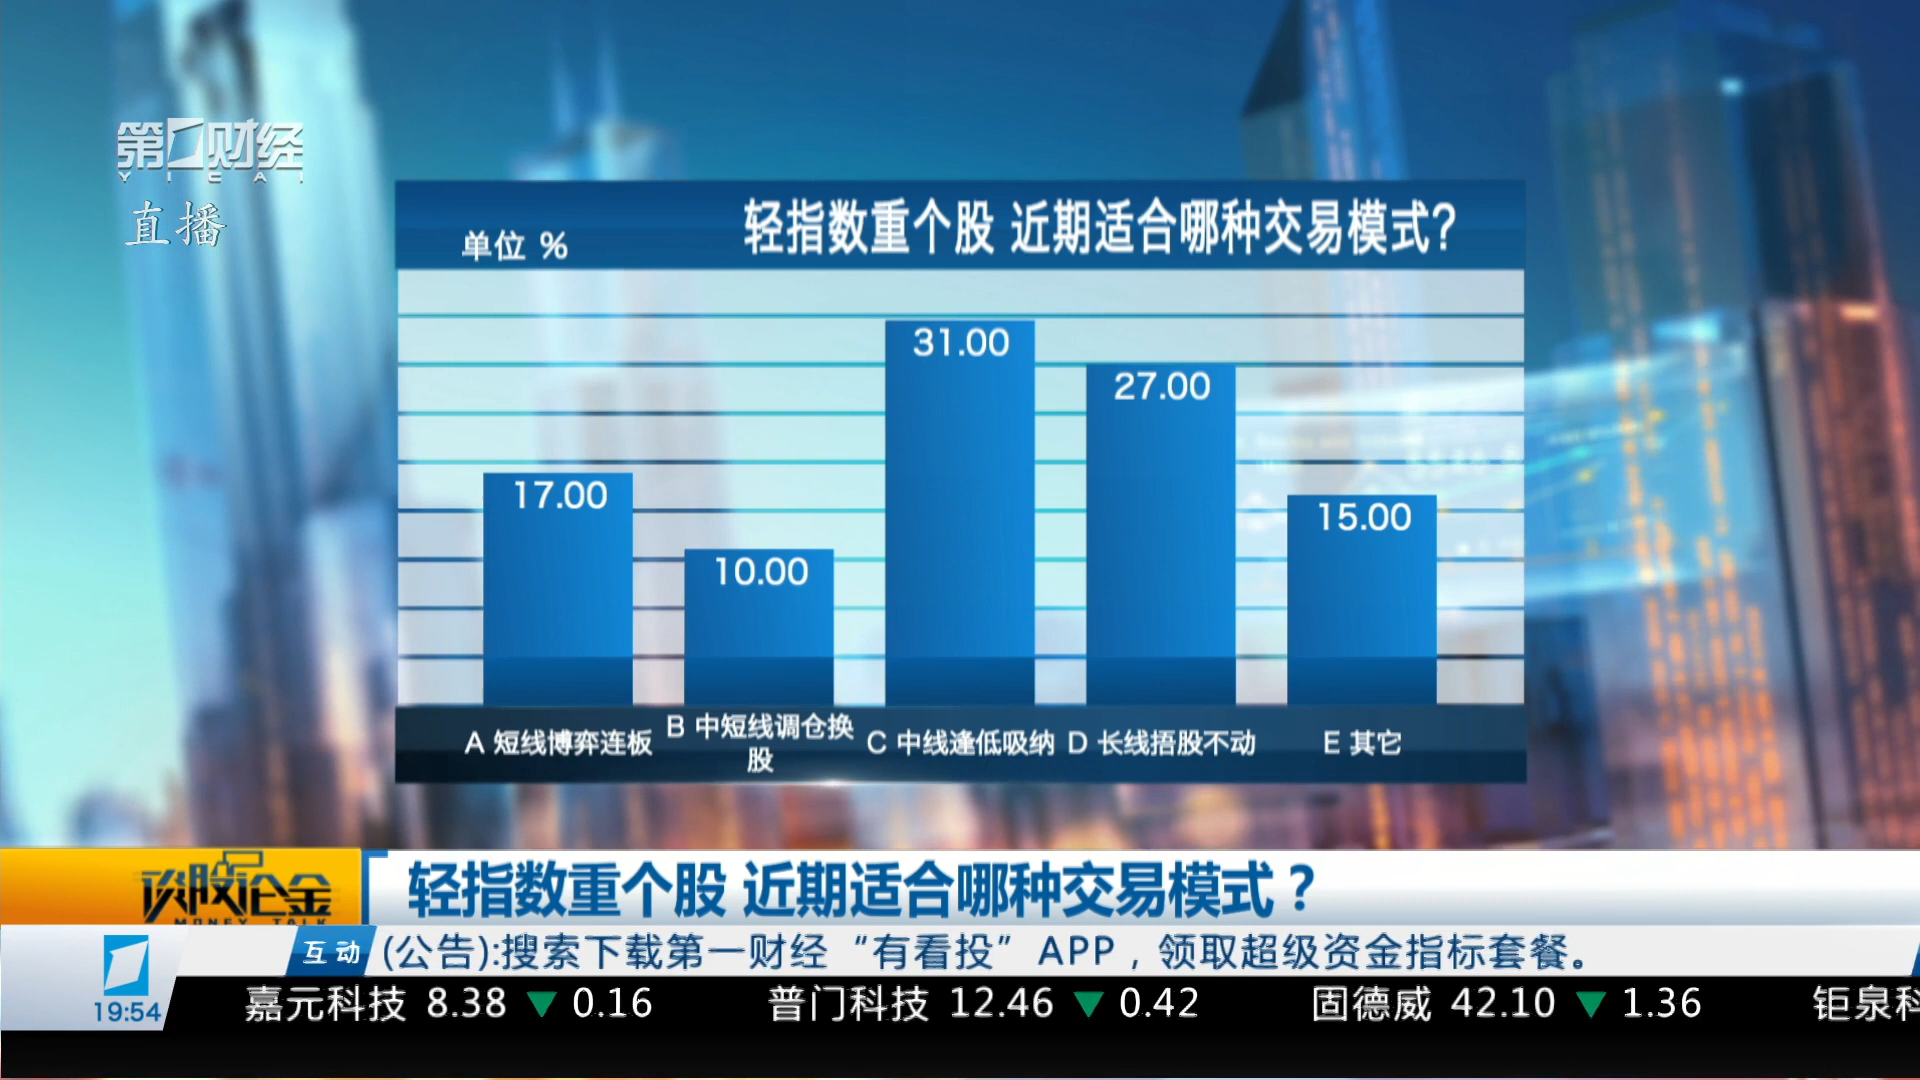 第1财经
YICAI
直播
单位 %
轻指数重个股 近期适合哪种交易模式?
17.00
10.00
31.00
27.00
15.00
A 短线博弈连板
B 中短线调仓换
股
C 中线逢低吸纳
D 长线捂股不动
E 其它
谈股论金
MONEY TALK
轻指数重个股 近期适合哪种交易模式？
互动
(公告):搜索下载第一财经“有看投”APP，领取超级资金指标套餐。
19:54
嘉元科技 8.38 ▼ 0.16 普门科技 12.46 ▼ 0.42 固德威 42.10 ▼ 1.36 钜泉科